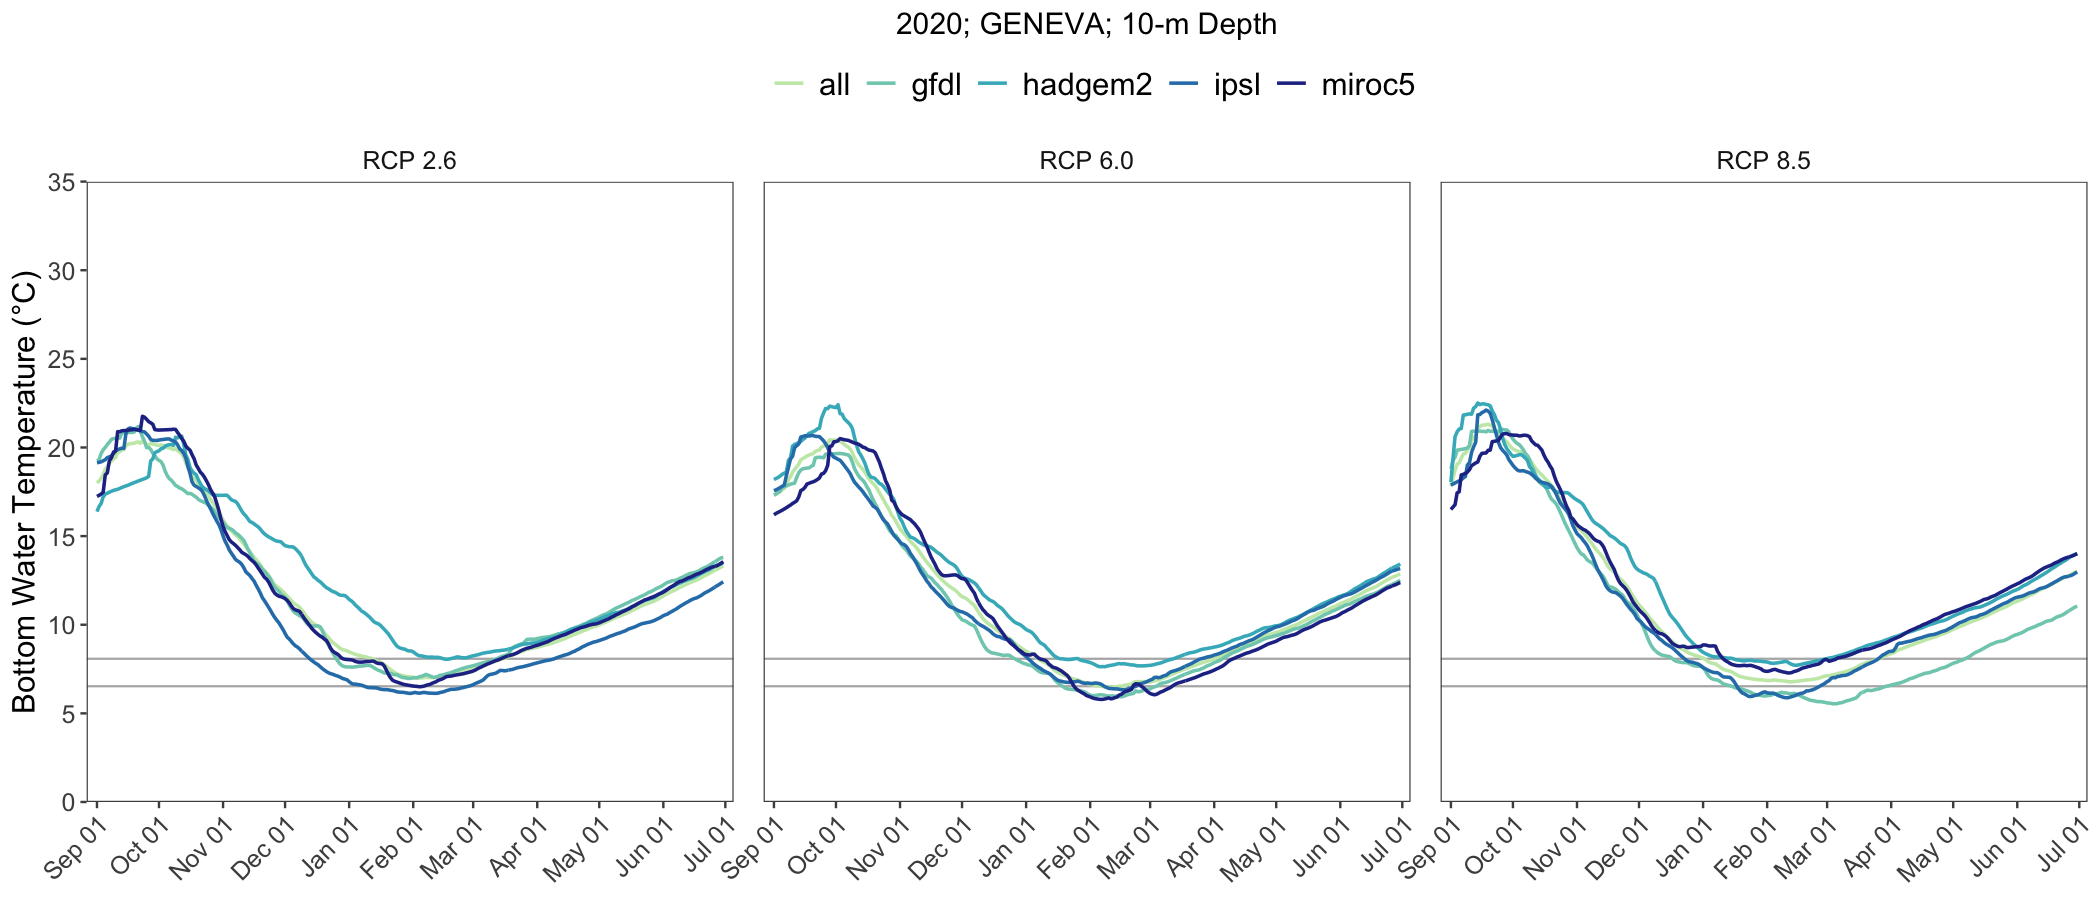 2020; GENEVA; 10-m Depth
all gfdl hadgem2 ipsl miroc5
RCP 2.6 RCP 6.0 RCP 8.5
Bottom Water Temperature (°C)
35
30
25
20
15
10
5
0
Sep 01 Oct 01 Nov 01 Dec 01 Jan 01 Feb 01 Mar 01 Apr 01 May 01 Jun 01 Jul 01
Sep 01 Oct 01 Nov 01 Dec 01 Jan 01 Feb 01 Mar 01 Apr 01 May 01 Jun 01 Jul 01
Sep 01 Oct 01 Nov 01 Dec 01 Jan 01 Feb 01 Mar 01 Apr 01 May 01 Jun 01 Jul 01